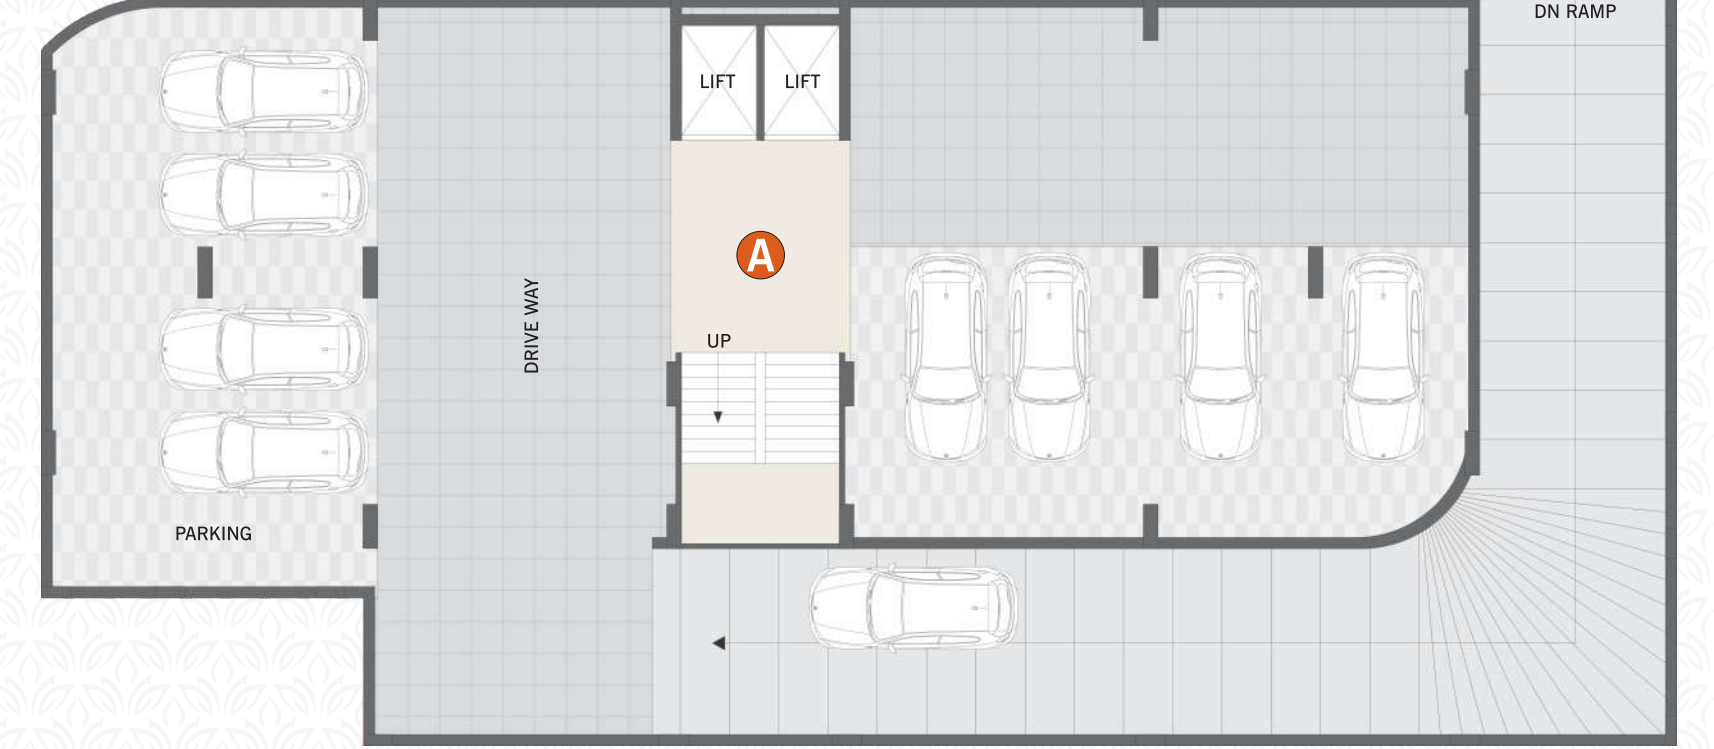 DN RAMP
LIFT
LIFT
A
DRIVE WAY
UP
PARKING